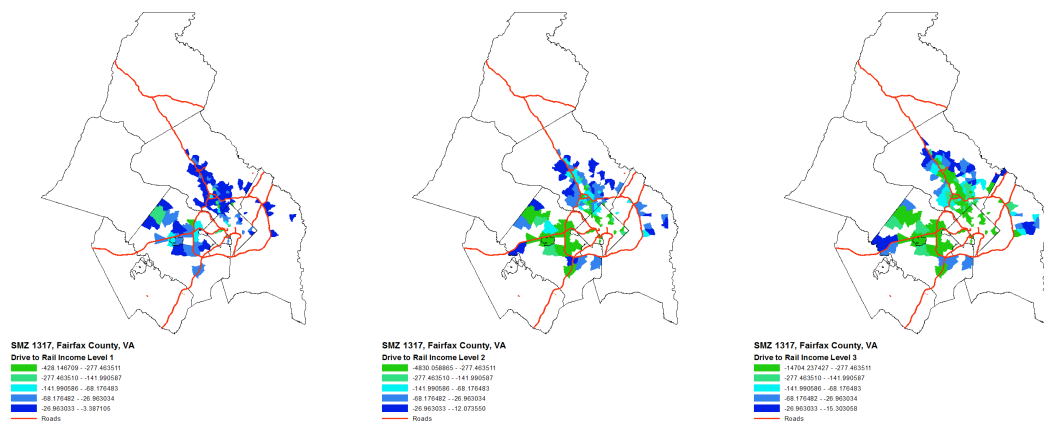 SMZ 1317, Fairfax County, VA
Drive to Rail Income Level 1
-428.146709 - -277.463511
-277.463510 - -141.990587
-141.990586 - -68.176483
-68.176482 - -26.963034
-26.963033 - -3.387105
Roads
SMZ 1317, Fairfax County, VA
Drive to Rail Income Level 2
-4830.058865 - -277.463511
-277.463510 - -141.990587
-141.990586 - -68.176483
-68.176482 - -26.963034
-26.963033 - -12.073550
Roads
SMZ 1317, Fairfax County, VA
Drive to Rail Income Level 3
-14704.237427 - -277.463511
-277.463510 - -141.990587
-141.990586 - -68.176483
-68.176482 - -26.963034
-26.963033 - -15.303058
Roads